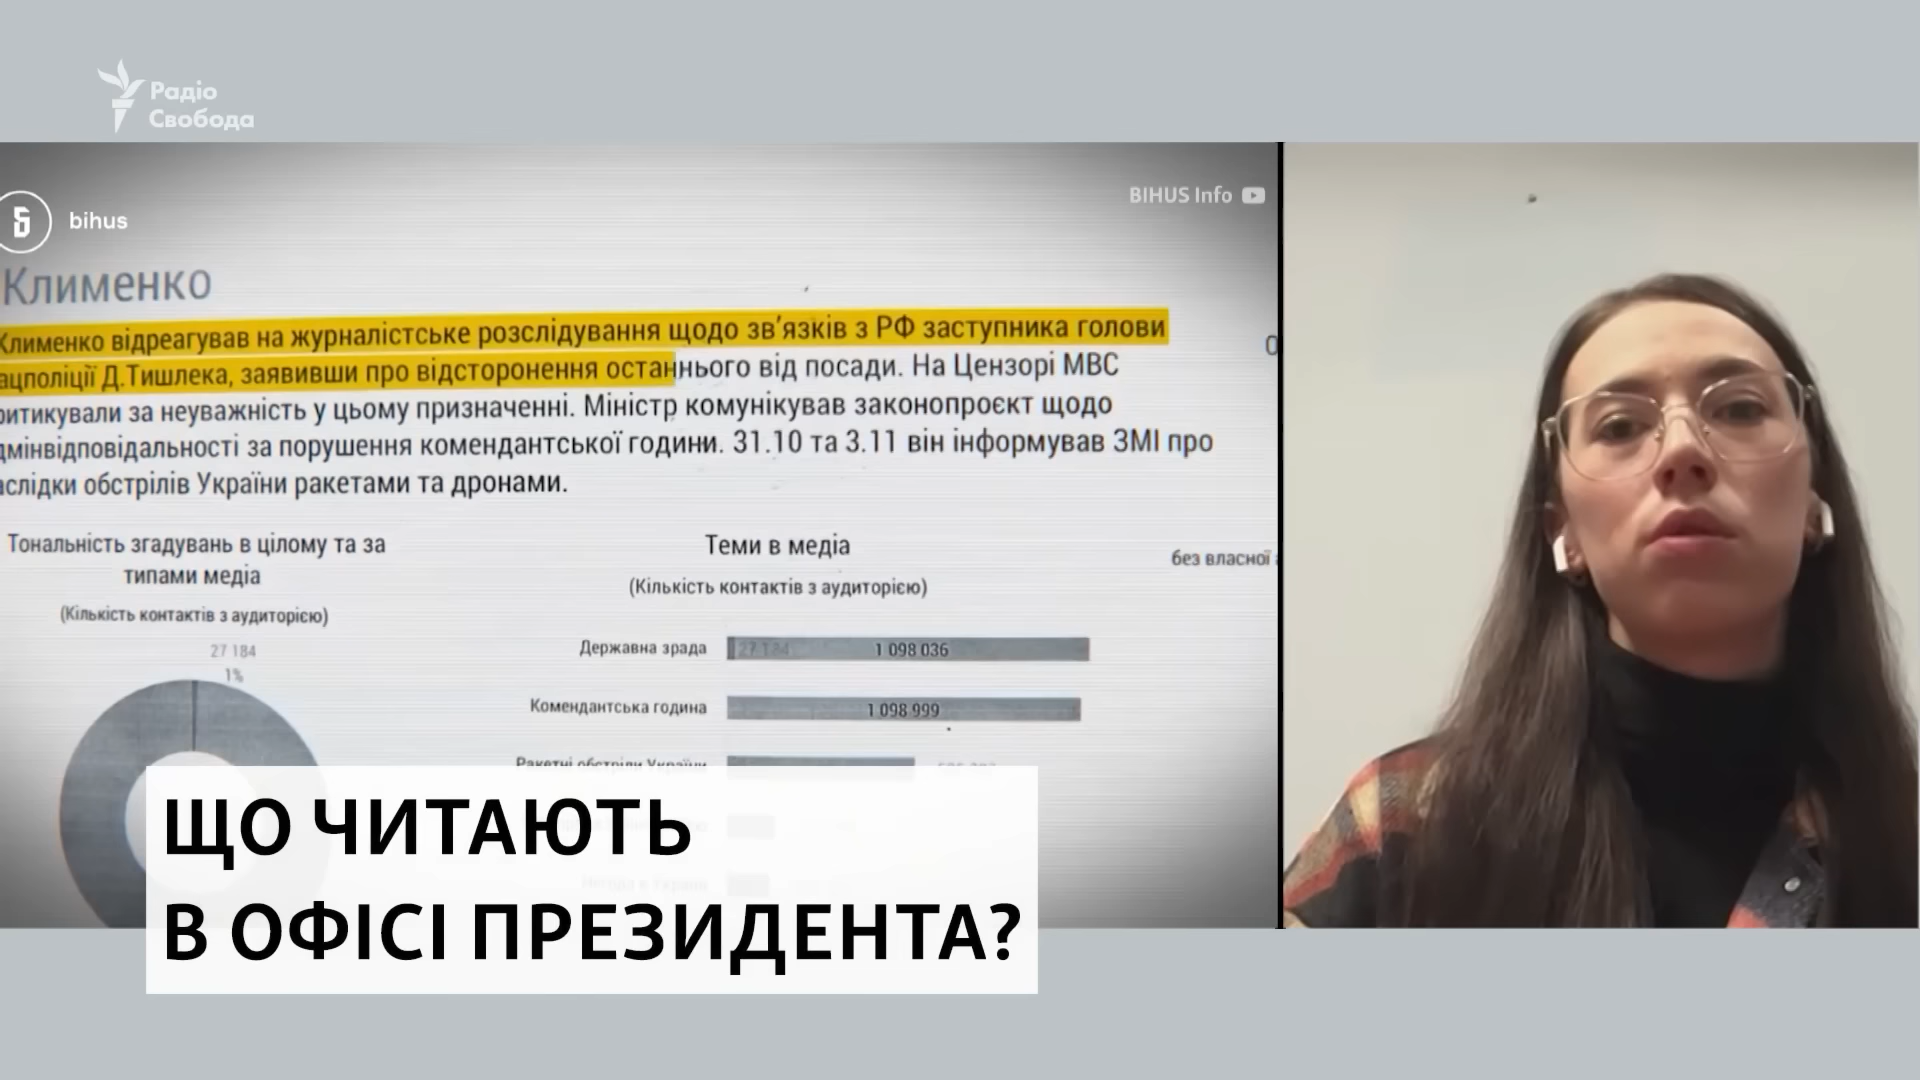 Радіо
Свобода
BIHUS Info
bihus
Клименко
Клименко відреагував на журналістське розслідування щодо зв’язків з РФ заступника голови
ацполіції Д.Тишлека, заявивши про відсторонення останнього від посади. На Цензорі МВС
ритикували за неуважність у цьому призначенні. Міністр комунікував законопроєкт щодо
дмінвідповідальності за порушення комендантської години. 31.10 та 3.11 він інформував ЗМІ про
аслідки обстрілів України ракетами та дронами.
Тональність згадувань в цілому та за
типами медіа
(Кількість контактів з аудиторією)
27 184
1%
Теми в медіа
(Кількість контактів з аудиторією)
без власної
Державна зрада 27 184 1 098 036
Комендантська година 1 098 999
Ракетні обстріли України
ЩО ЧИТАЮТЬ
В ОФІСІ ПРЕЗИДЕНТА?